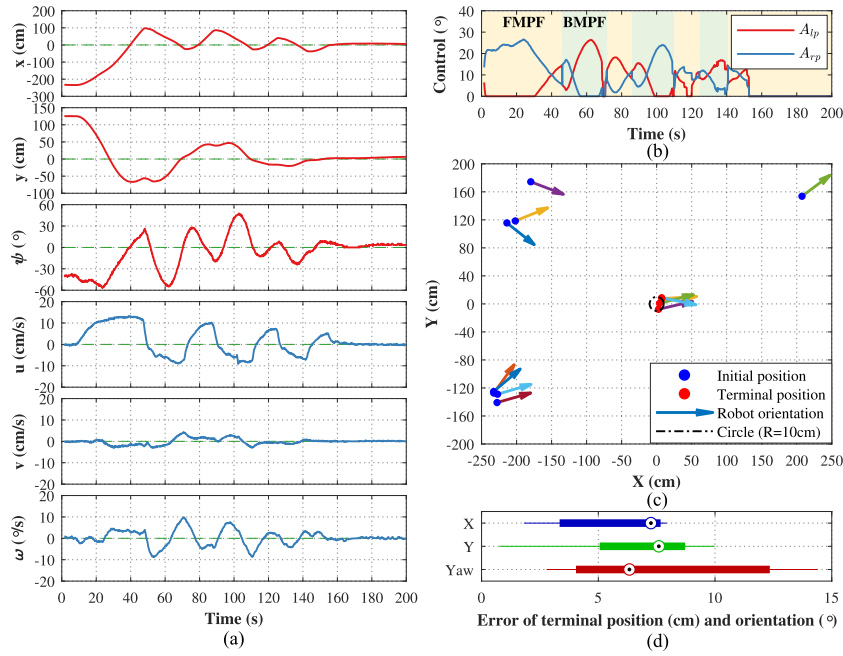 150
100
0
-100
-200
-300
x (cm)
150
100
50
0
-50
-100
y (cm)
60
30
0
-30
-60
ψ (°)
20
10
0
-10
-20
u (cm/s)
20
10
0
-10
-20
v (cm/s)
20
10
0
-10
-20
ω (°/s)
0 20 40 60 80 100 120 140 160 180 200
Time (s)
(a)
40
30
20
10
0
Control (°)
FMPF BMPF
A_lp
A_rp
0 20 40 60 80 100 120 140 160 180 200
Time (s)
(b)
200
160
120
80
40
0
-40
-80
-120
-160
-200
Y (cm)
Initial position
Terminal position
Robot orientation
Circle (R=10cm)
-250 -200 -150 -100 -50 0 50 100 150 200 250
X (cm)
(c)
X
Y
Yaw
0 5 10 15
Error of terminal position (cm) and orientation (°)
(d)